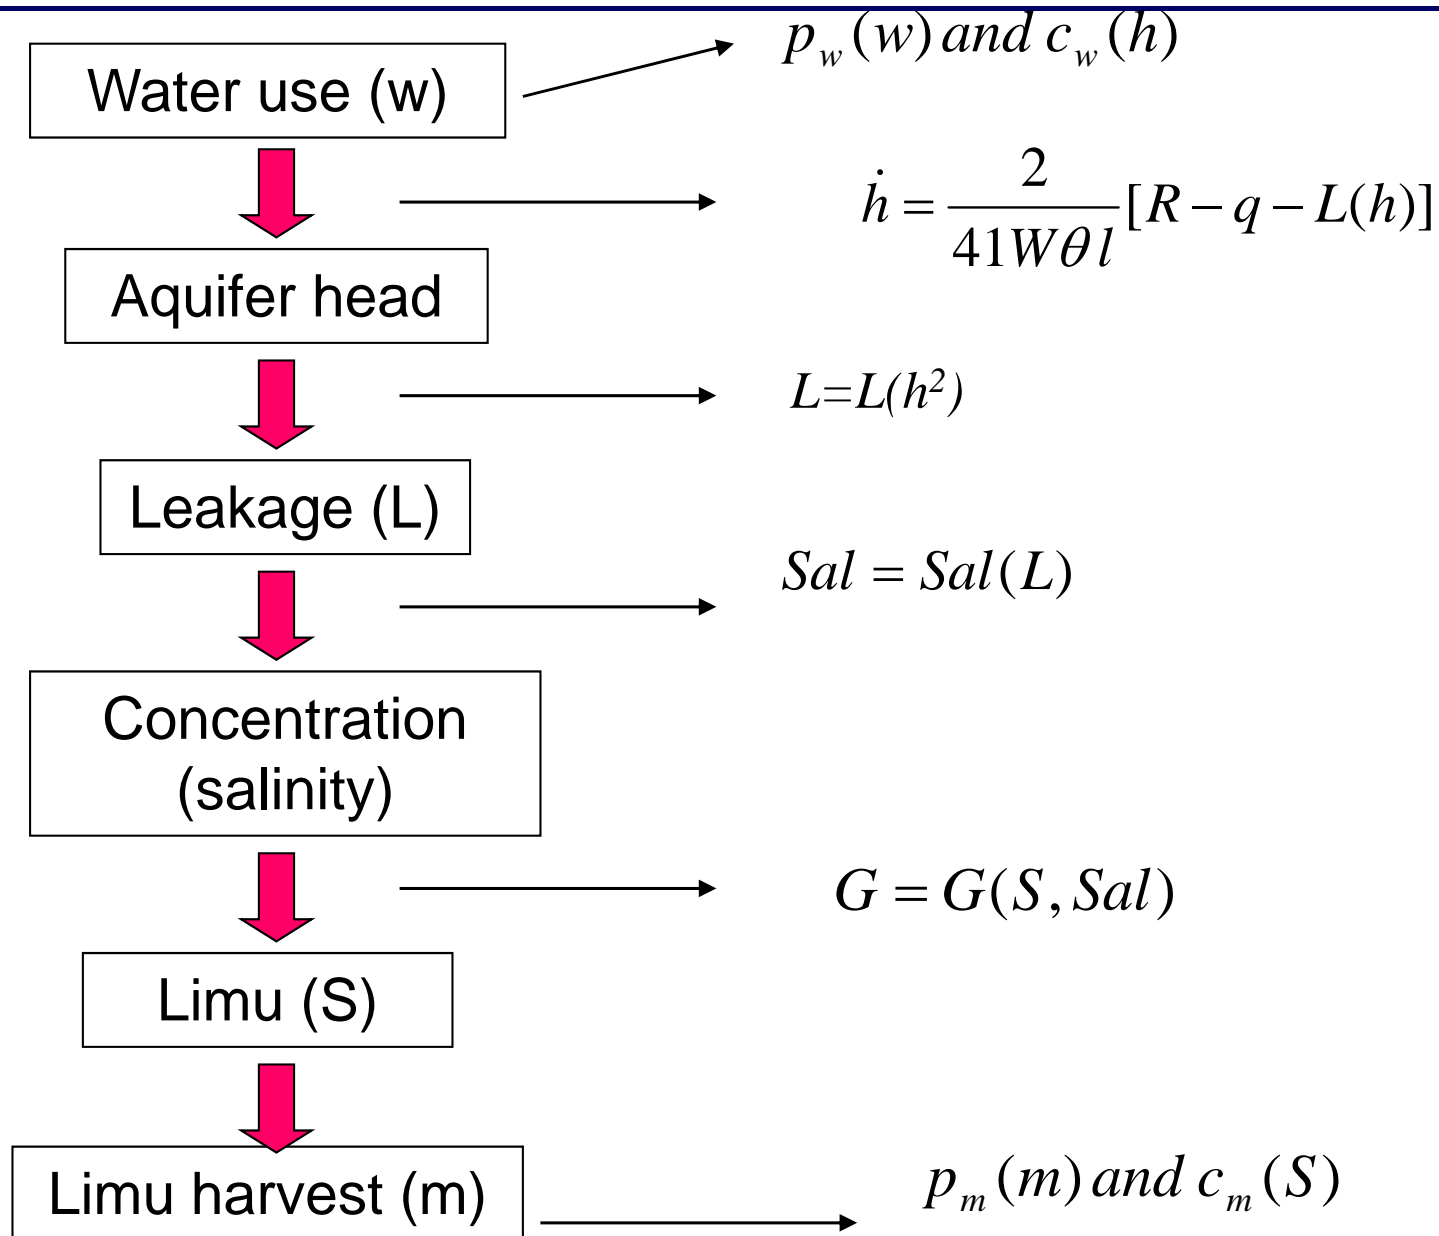 Water use (w)
p_w(w) and c_w(h)
ḣ = 2/(41Wθl) [R − q − L(h)]
Aquifer head
L=L(h²)
Leakage (L)
Sal = Sal(L)
Concentration
(salinity)
G = G(S, Sal)
Limu (S)
Limu harvest (m)
p_m(m) and c_m(S)